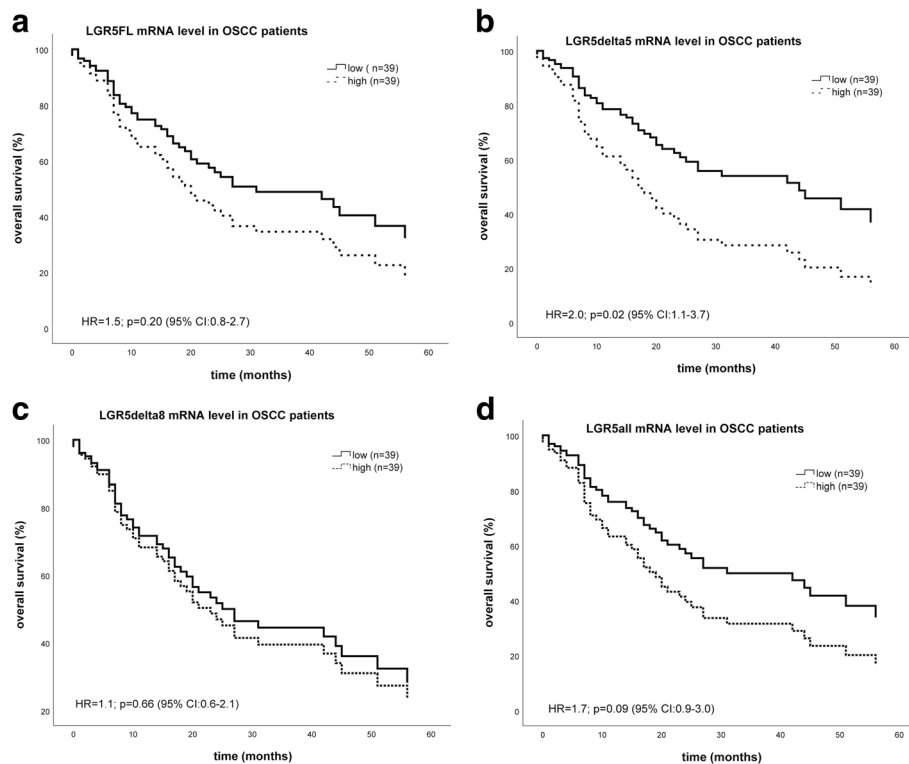 a
LGR5FL mRNA level in OSCC patients
low ( n=39)
high (n=39)
overall survival (%)
100
80
60
40
20
0
HR=1.5; p=0.20 (95% CI:0.8-2.7)
0 10 20 30 40 50 60
time (months)
b
LGR5delta5 mRNA level in OSCC patients
low (n=39)
high (n=39)
overall survival (%)
100
80
60
40
20
0
HR=2.0; p=0.02 (95% CI:1.1-3.7)
0 10 20 30 40 50 60
time (months)
c
LGR5delta8 mRNA level in OSCC patients
low (n=39)
high (n=39)
overall survival (%)
100
80
60
40
20
HR=1.1; p=0.66 (95% CI:0.6-2.1)
0 10 20 30 40 50 60
time (months)
d
LGR5all mRNA level in OSCC patients
low (n=39)
high (n=39)
overall survival (%)
100
80
60
40
20
0
HR=1.7; p=0.09 (95% CI:0.9-3.0)
0 10 20 30 40 50 60
time (months)